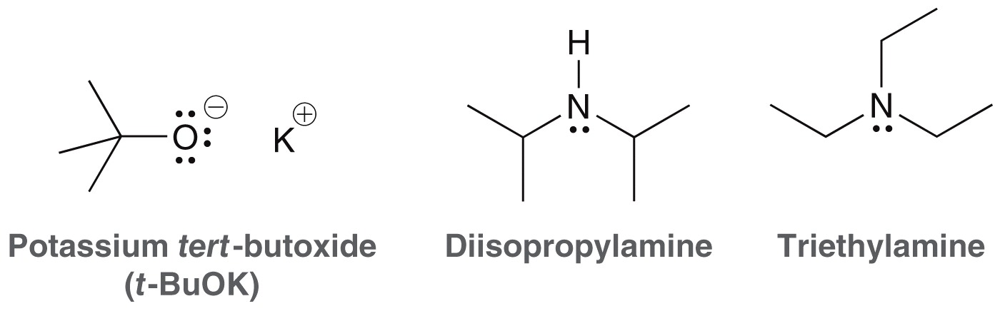 H
O
⊖
K
⊕
N
N
Potassium tert-butoxide
(t-BuOK)
Diisopropylamine
Triethylamine